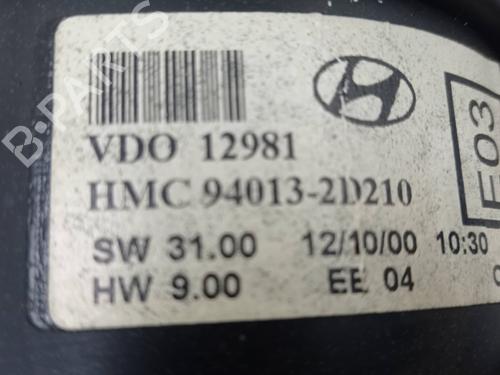 B-PARTS
VDO 12981
HMC 94013-2D210
SW 31.00 12/10/00 10:30
HW 9.00 EE 04
E03